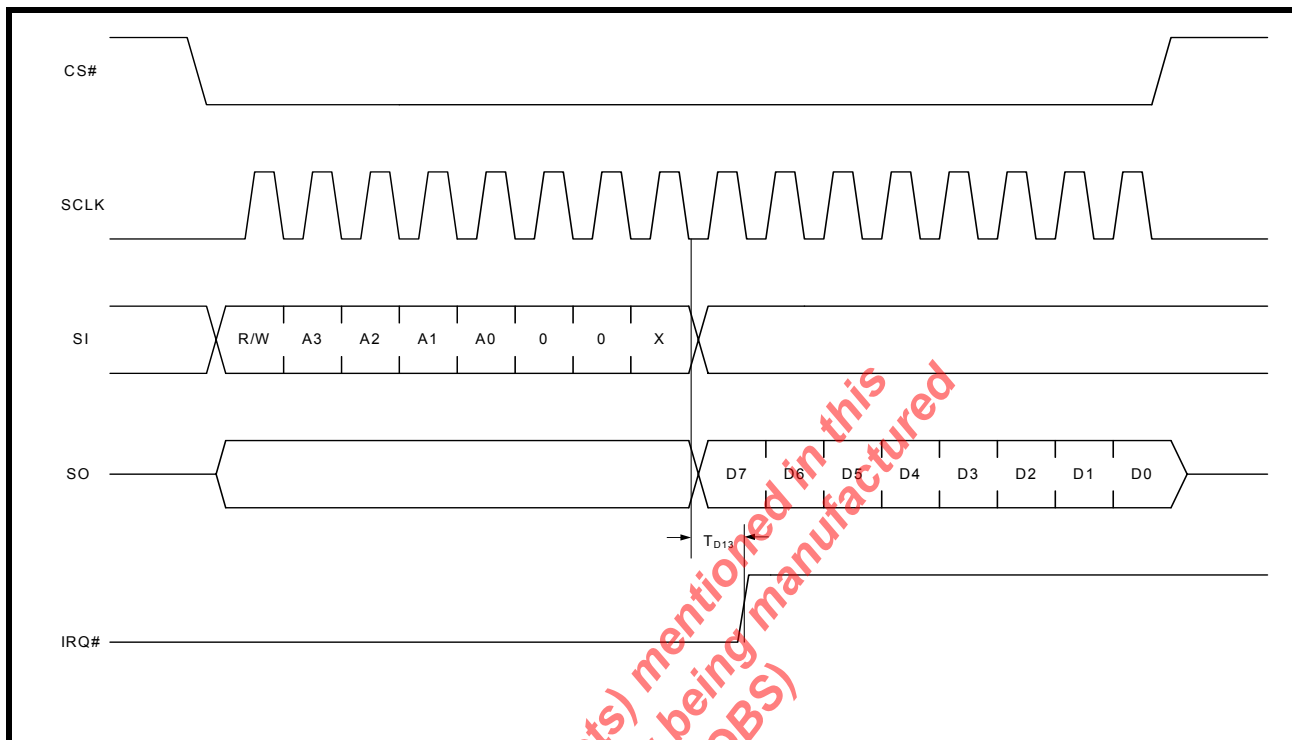 CS#
SCLK
SI R/W A3 A2 A1 A0 0 0 X
SO D7 D6 D5 D4 D3 D2 D1 D0
TD13
IRQ#
mentioned in this
being manufactured